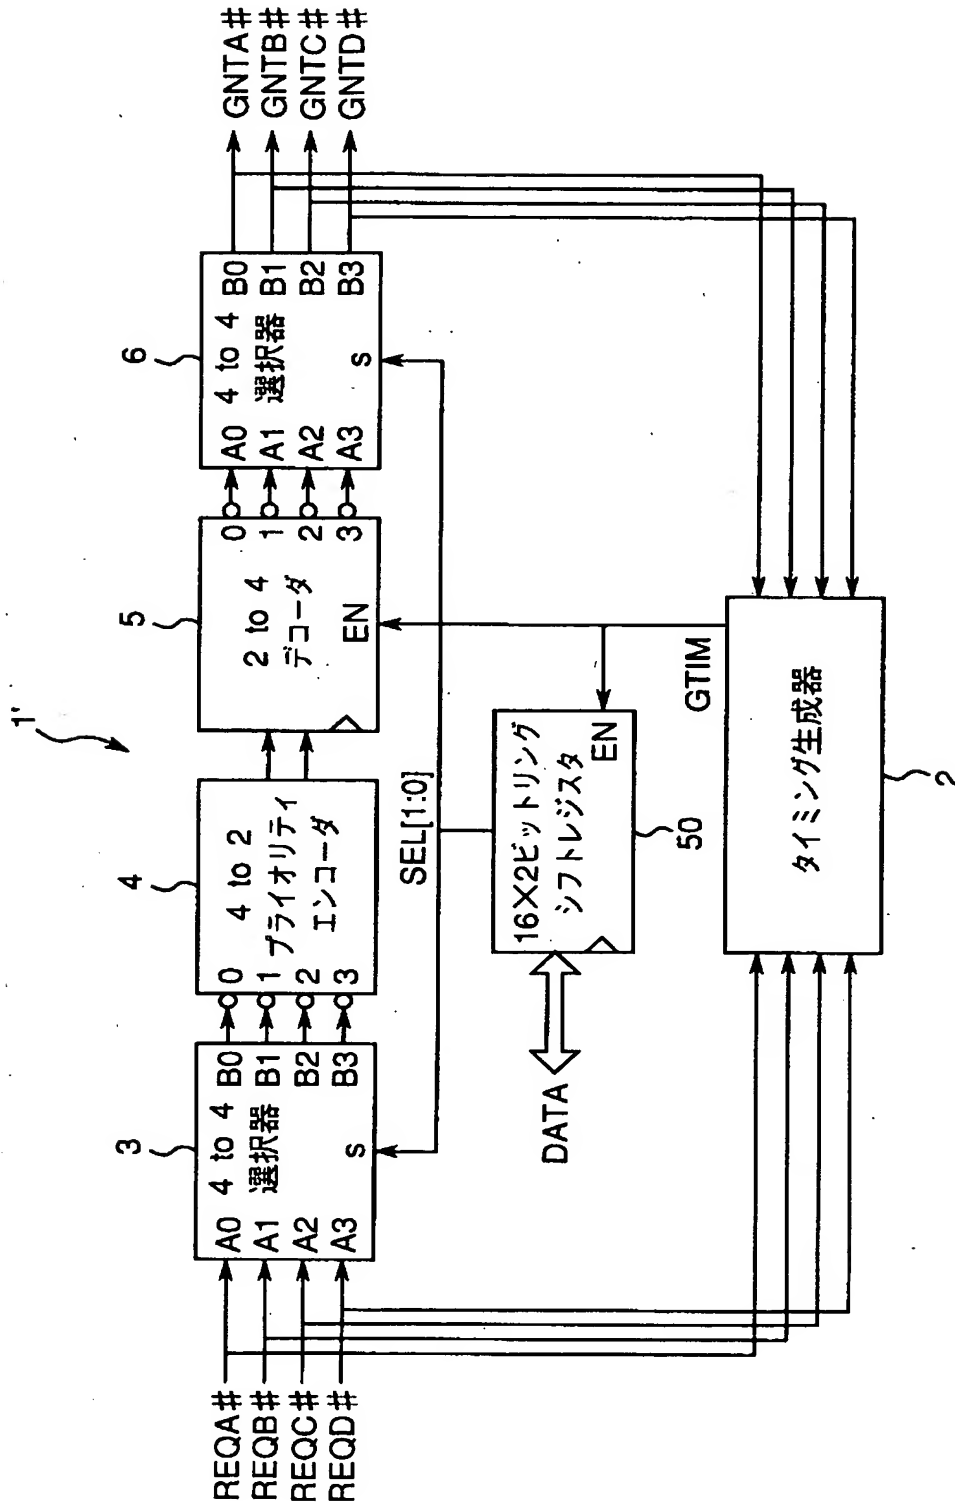 1'
REQA#
REQB#
REQC#
REQD#
3
A0 4 to 4 B0
A1 選択器 B1
A2 B2
A3 s B3
4
0 4 to 2
1 プライオリティ
2 エンコーダ
3
5
2 to 4
デコーダ
EN
0
1
2
3
6
A0 4 to 4 B0
A1 選択器 B1
A2 B2
A3 s B3
GNTA#
GNTB#
GNTC#
GNTD#
SEL[1:0]
DATA
16×2ビットリング
シフトレジスタ
EN
50
GTIM
タイミング生成器
2